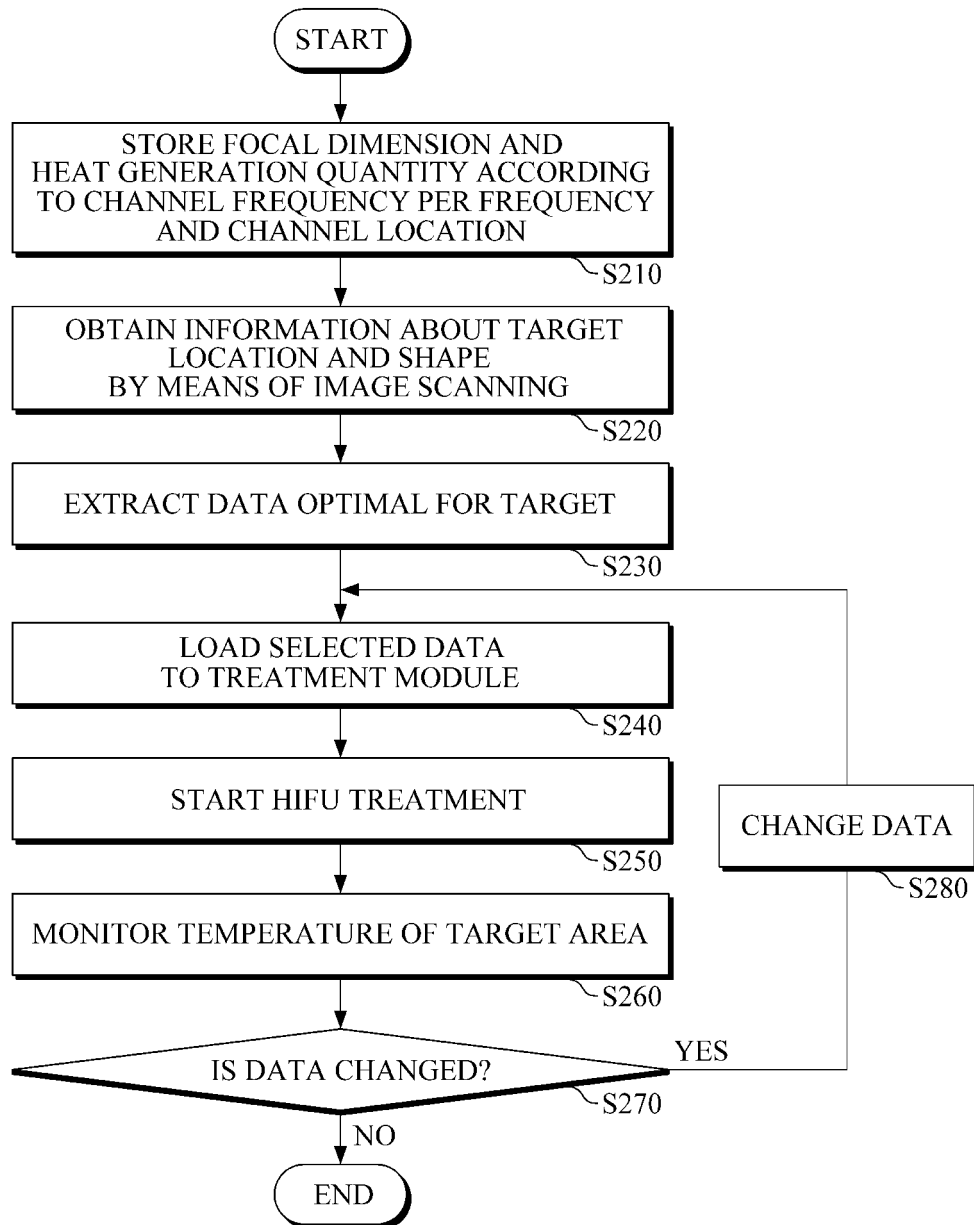 START
STORE FOCAL DIMENSION AND
HEAT GENERATION QUANTITY ACCORDING
TO CHANNEL FREQUENCY PER FREQUENCY
AND CHANNEL LOCATION
S210
OBTAIN INFORMATION ABOUT TARGET
LOCATION AND SHAPE
BY MEANS OF IMAGE SCANNING
S220
EXTRACT DATA OPTIMAL FOR TARGET
S230
LOAD SELECTED DATA
TO TREATMENT MODULE
S240
START HIFU TREATMENT
S250
CHANGE DATA
S280
MONITOR TEMPERATURE OF TARGET AREA
S260
IS DATA CHANGED?
YES
S270
NO
END